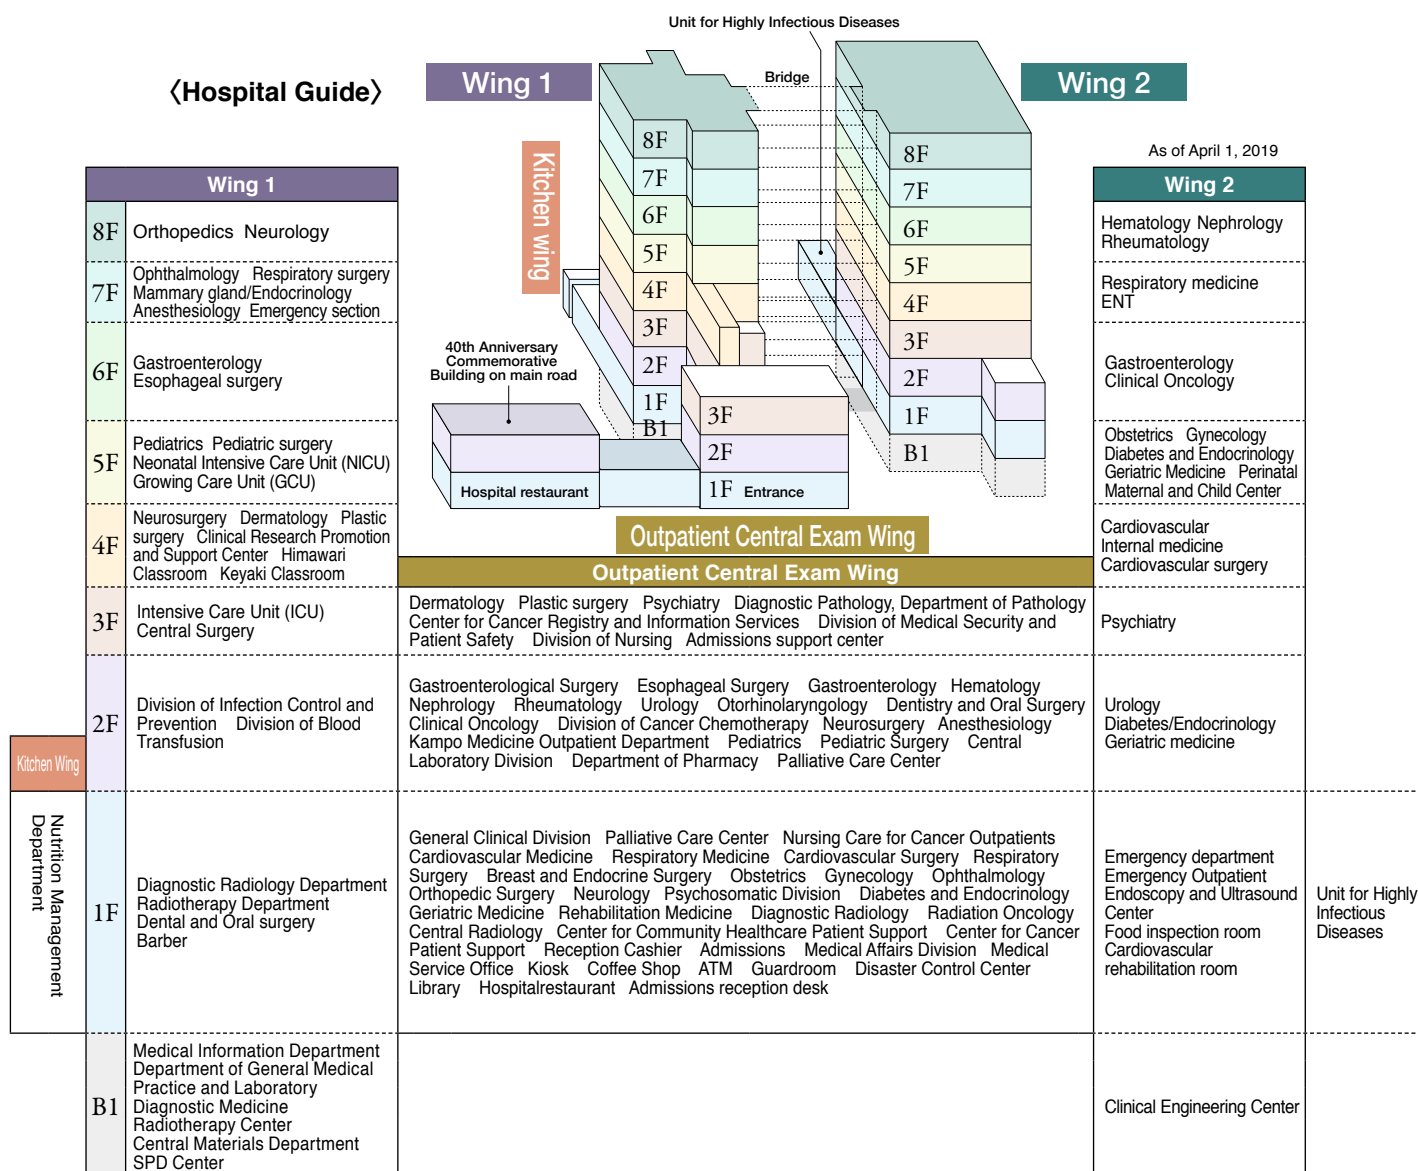 Unit for Highly Infectious Diseases
〈Hospital Guide〉
Wing 1
Bridge
Wing 2
Kitchen wing
8F
7F
6F
5F
4F
3F
2F
1F
B1
8F
7F
6F
5F
4F
3F
2F
1F
B1
40th Anniversary
Commemorative
Building on main road
3F
2F
1F Entrance
Hospital restaurant
Outpatient Central Exam Wing
As of April 1, 2019
Wing 1
8F
Orthopedics Neurology
7F
Ophthalmology Respiratory surgery
Mammary gland/Endocrinology
Anesthesiology Emergency section
6F
Gastroenterology
Esophageal surgery
5F
Pediatrics Pediatric surgery
Neonatal Intensive Care Unit (NICU)
Growing Care Unit (GCU)
4F
Neurosurgery Dermatology Plastic
surgery Clinical Research Promotion
and Support Center Himawari
Classroom Keyaki Classroom
3F
Intensive Care Unit (ICU)
Central Surgery
2F
Division of Infection Control and
Prevention Division of Blood
Transfusion
1F
Diagnostic Radiology Department
Radiotherapy Department
Dental and Oral surgery
Barber
B1
Medical Information Department
Department of General Medical
Practice and Laboratory
Diagnostic Medicine
Radiotherapy Center
Central Materials Department
SPD Center
Kitchen Wing
Nutrition Management
Department
Outpatient Central Exam Wing
Dermatology Plastic surgery Psychiatry Diagnostic Pathology, Department of Pathology
Center for Cancer Registry and Information Services Division of Medical Security and
Patient Safety Division of Nursing Admissions support center
Gastroenterological Surgery Esophageal Surgery Gastroenterology Hematology
Nephrology Rheumatology Urology Otorhinolaryngology Dentistry and Oral Surgery
Clinical Oncology Division of Cancer Chemotherapy Neurosurgery Anesthesiology
Kampo Medicine Outpatient Department Pediatrics Pediatric Surgery Central
Laboratory Division Department of Pharmacy Palliative Care Center
General Clinical Division Palliative Care Center Nursing Care for Cancer Outpatients
Cardiovascular Medicine Respiratory Medicine Cardiovascular Surgery Respiratory
Surgery Breast and Endocrine Surgery Obstetrics Gynecology Ophthalmology
Orthopedic Surgery Neurology Psychosomatic Division Diabetes and Endocrinology
Geriatric Medicine Rehabilitation Medicine Diagnostic Radiology Radiation Oncology
Central Radiology Center for Community Healthcare Patient Support Center for Cancer
Patient Support Reception Cashier Admissions Medical Affairs Division Medical
Service Office Kiosk Coffee Shop ATM Guardroom Disaster Control Center
Library Hospitalrestaurant Admissions reception desk
Wing 2
Hematology Nephrology
Rheumatology
Respiratory medicine
ENT
Gastroenterology
Clinical Oncology
Obstetrics Gynecology
Diabetes and Endocrinology
Geriatric Medicine Perinatal
Maternal and Child Center
Cardiovascular
Internal medicine
Cardiovascular surgery
Psychiatry
Urology
Diabetes/Endocrinology
Geriatric medicine
Emergency department
Emergency Outpatient
Endoscopy and Ultrasound
Center
Food inspection room
Cardiovascular
rehabilitation room
Clinical Engineering Center
Unit for Highly
Infectious
Diseases